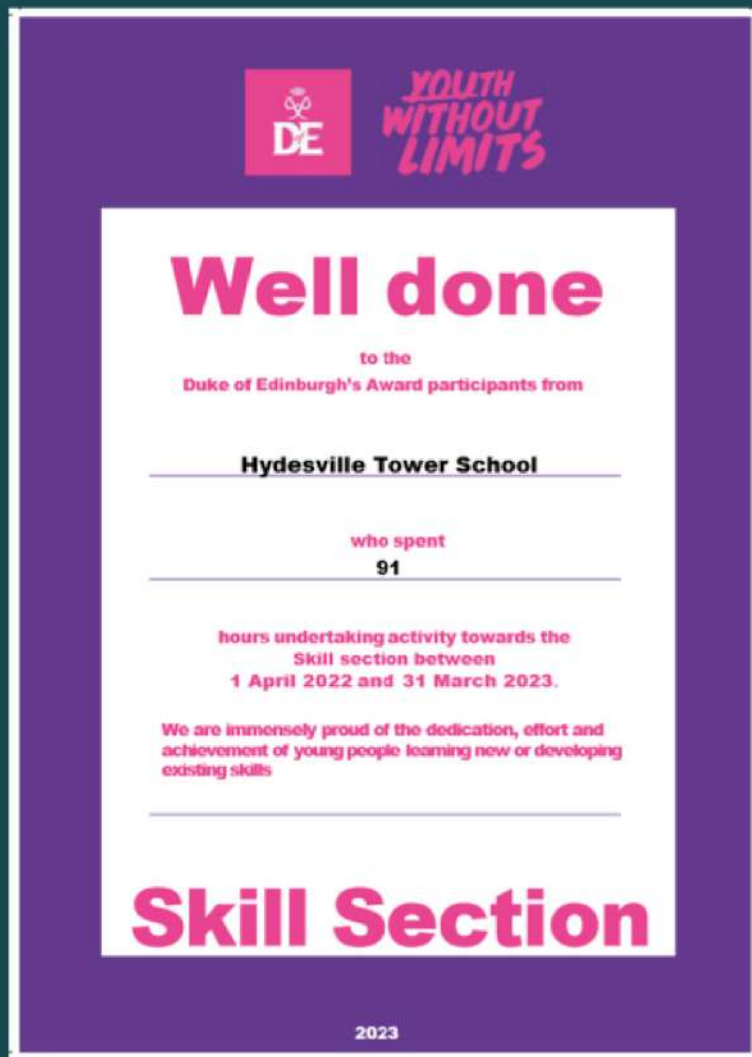 DE
YOUTH
WITHOUT
LIMITS
Well done
to the
Duke of Edinburgh's Award participants from
Hydesville Tower School
who spent
91
hours undertaking activity towards the
Skill section between
1 April 2022 and 31 March 2023.
We are immensely proud of the dedication, effort and
achievement of young people learning new or developing
existing skills
Skill Section
2023